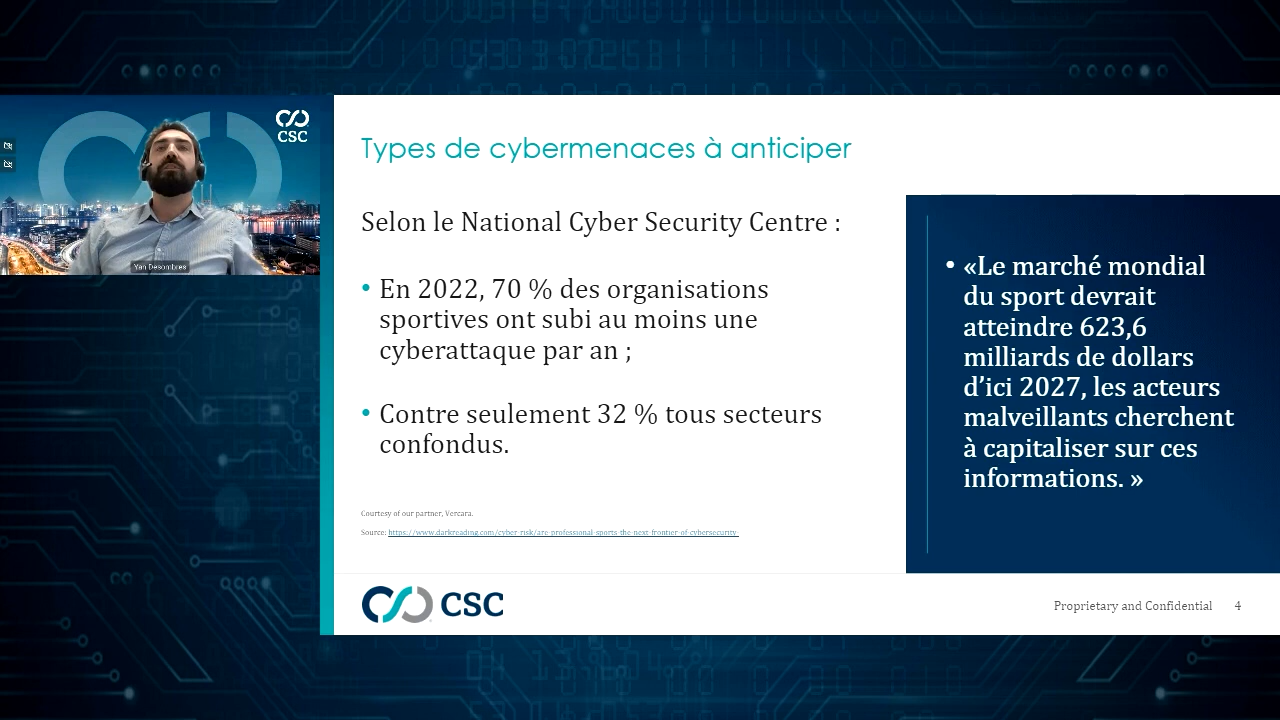 CSC
Yan Desombres
Types de cybermenaces à anticiper
Selon le National Cyber Security Centre :
• En 2022, 70 % des organisations
sportives ont subi au moins une
cyberattaque par an ;
• Contre seulement 32 % tous secteurs
confondus.
Courtesy of our partner, Vercara.
Source: https://www.darkreading.com/cyber-risk/are-professional-sports-the-next-frontier-of-cybersecurity
• «Le marché mondial
du sport devrait
atteindre 623,6
milliards de dollars
d’ici 2027, les acteurs
malveillants cherchent
à capitaliser sur ces
informations. »
CSC
Proprietary and Confidential 4